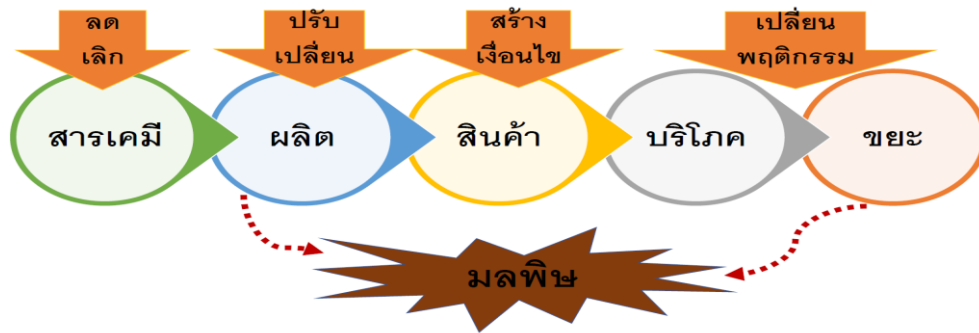 ลด
เลิก
ปรับ
เปลี่ยน
สร้าง
เงื่อนไข
เปลี่ยน
พฤติกรรม
สารเคมี
ผลิต
สินค้า
บริโภค
ขยะ
มลพิษ